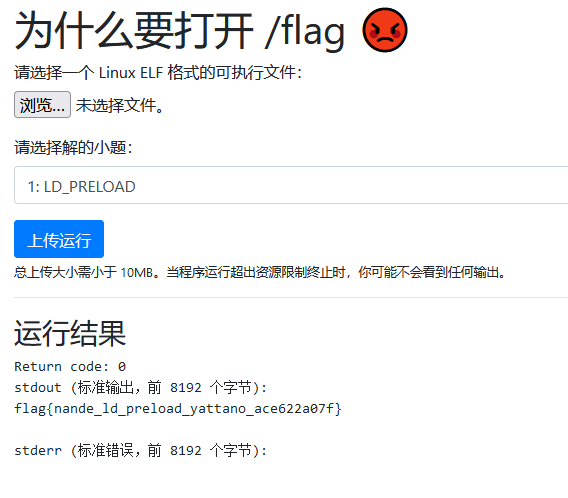 为什么要打开 /flag 😡
请选择一个 Linux ELF 格式的可执行文件：
浏览… 未选择文件。
请选择解的小题：
1: LD_PRELOAD
上传运行
总上传大小需小于 10MB。当程序运行超出资源限制终止时，你可能不会看到任何输出。
运行结果
Return code: 0
stdout (标准输出，前 8192 个字节):
flag{nande_ld_preload_yattano_ace622a07f}
stderr (标准错误，前 8192 个字节):